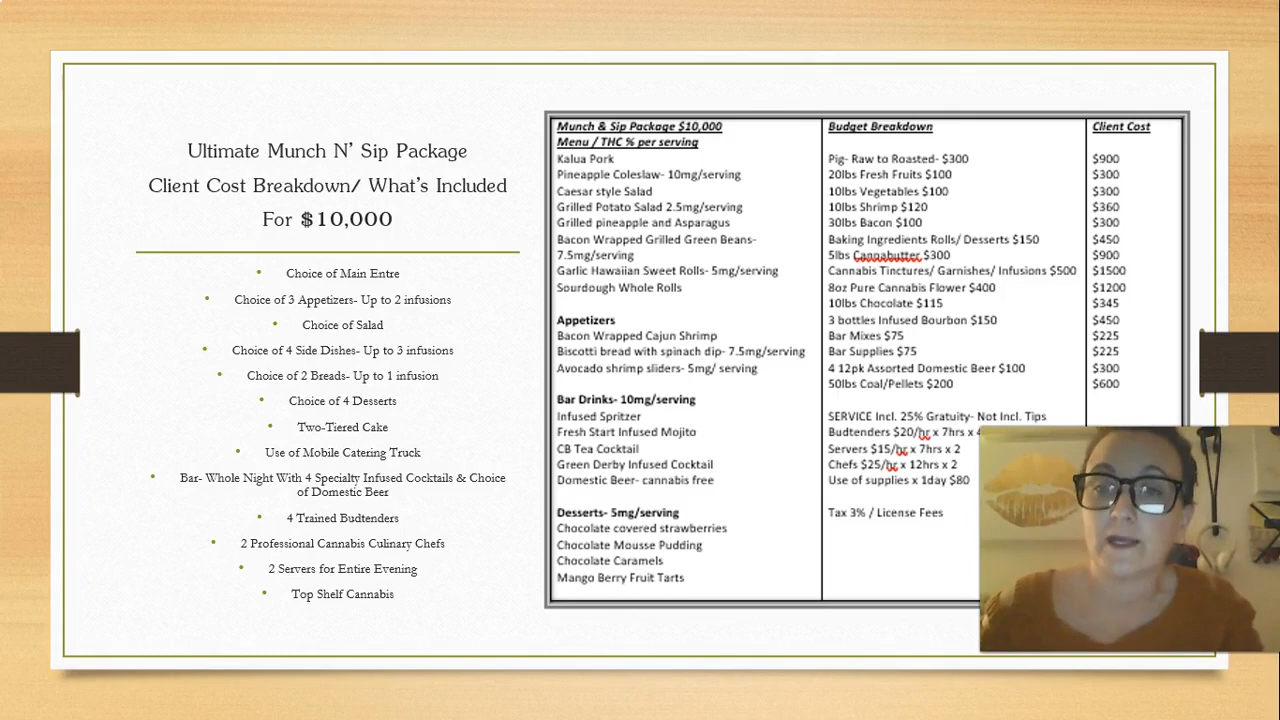 Ultimate Munch N' Sip Package
Client Cost Breakdown/ What's Included
For $10,000
• Choice of Main Entre
• Choice of 3 Appetizers- Up to 2 infusions
• Choice of Salad
• Choice of 4 Side Dishes- Up to 3 infusions
• Choice of 2 Breads- Up to 1 infusion
• Choice of 4 Desserts
• Two-Tiered Cake
• Use of Mobile Catering Truck
• Bar- Whole Night With 4 Specialty Infused Cocktails & Choice
of Domestic Beer
• 4 Trained Budtenders
• 2 Professional Cannabis Culinary Chefs
• 2 Servers for Entire Evening
• Top Shelf Cannabis
Munch & Sip Package $10,000
Menu / THC % per serving
Kalua Pork
Pineapple Coleslaw- 10mg/serving
Caesar style Salad
Grilled Potato Salad 2.5mg/serving
Grilled pineapple and Asparagus
Bacon Wrapped Grilled Green Beans-
7.5mg/serving
Garlic Hawaiian Sweet Rolls- 5mg/serving
Sourdough Whole Rolls
Appetizers
Bacon Wrapped Cajun Shrimp
Biscotti bread with spinach dip- 7.5mg/serving
Avocado shrimp sliders- 5mg/ serving
Bar Drinks- 10mg/serving
Infused Spritzer
Fresh Start Infused Mojito
CB Tea Cocktail
Green Derby Infused Cocktail
Domestic Beer- cannabis free
Desserts- 5mg/serving
Chocolate covered strawberries
Chocolate Mousse Pudding
Chocolate Caramels
Mango Berry Fruit Tarts
Budget Breakdown
Pig- Raw to Roasted- $300
20lbs Fresh Fruits $100
10lbs Vegetables $100
10lbs Shrimp $120
30lbs Bacon $100
Baking Ingredients Rolls/ Desserts $150
5lbs Cannabutter $300
Cannabis Tinctures/ Garnishes/ Infusions $500
8oz Pure Cannabis Flower $400
10lbs Chocolate $115
3 bottles Infused Bourbon $150
Bar Mixes $75
Bar Supplies $75
4 12pk Assorted Domestic Beer $100
50lbs Coal/Pellets $200
SERVICE Incl. 25% Gratuity- Not Incl. Tips
Budtenders $20/hr x 7hrs x
Servers $15/hr x 7hrs x 2
Chefs $25/hr x 12hrs x 2
Use of supplies x 1day $80
Tax 3% / License Fees
Client Cost
$900
$300
$300
$360
$300
$450
$900
$1500
$1200
$345
$450
$225
$225
$300
$600